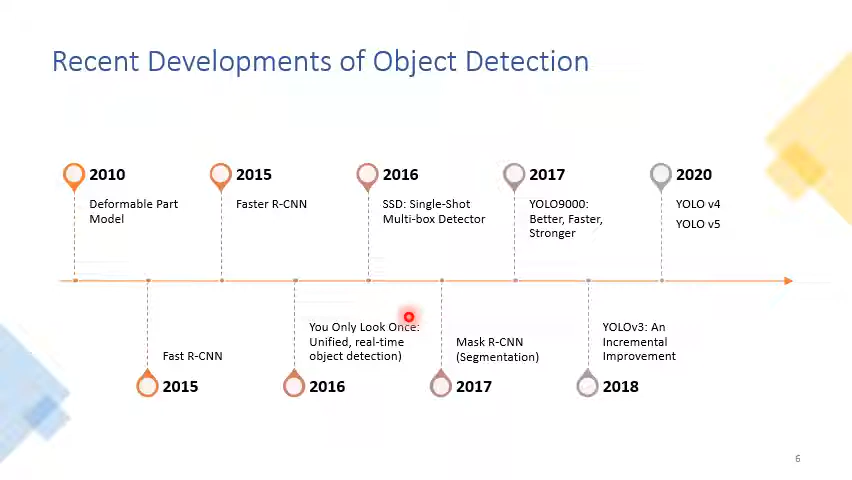 Recent Developments of Object Detection
2010
Deformable Part
Model
2015
Faster R-CNN
2016
SSD: Single-Shot
Multi-box Detector
2017
YOLO9000:
Better, Faster,
Stronger
2020
YOLO v4
YOLO v5
Fast R-CNN
2015
You Only Look Once:
Unified, real-time
object detection)
2016
Mask R-CNN
(Segmentation)
2017
YOLOv3: An
Incremental
Improvement
2018
6